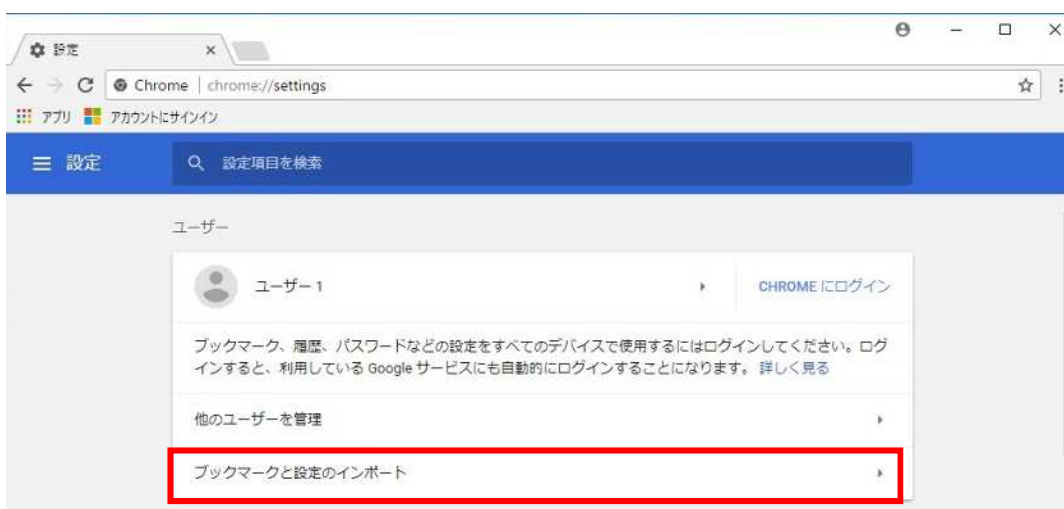 設定
Chrome | chrome://settings
アプリ アカウントにサインイン
設定 設定項目を検索
ユーザー
ユーザー 1 CHROME にログイン
ブックマーク、履歴、パスワードなどの設定をすべてのデバイスで使用するにはログインしてください。ログ
インすると、利用している Google サービスにも自動的にログインすることになります。 詳しく見る
他のユーザーを管理
ブックマークと設定のインポート